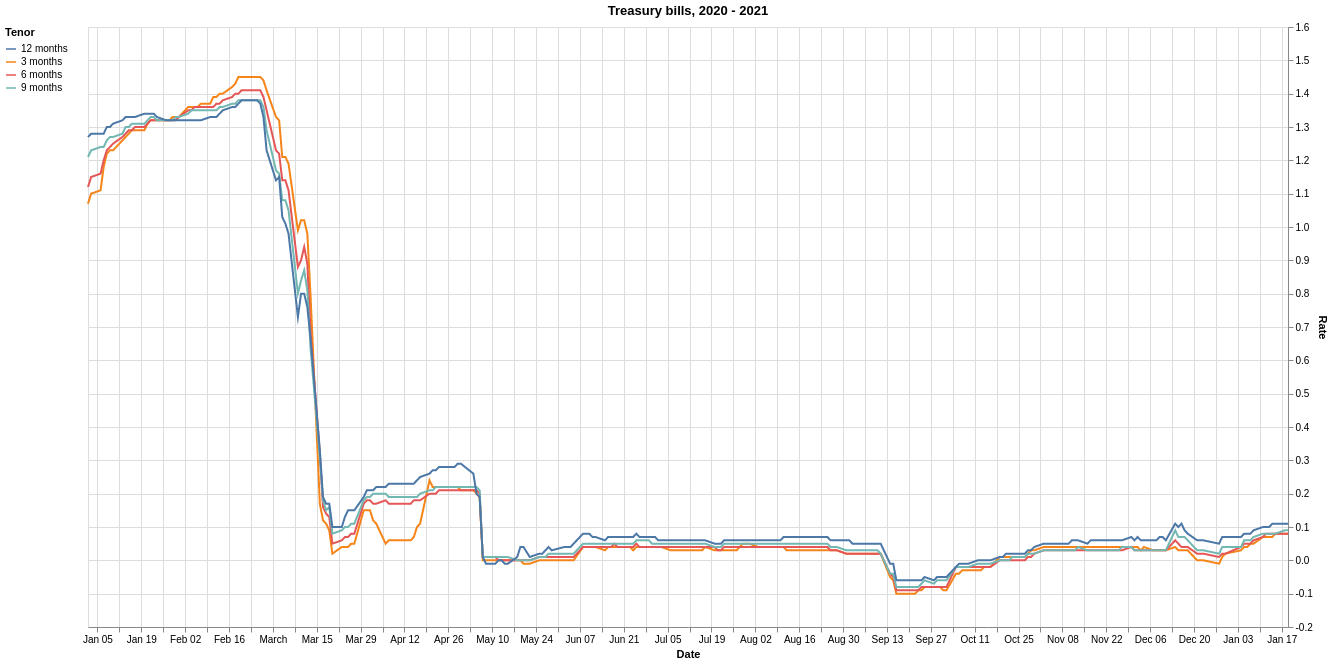 Treasury bills, 2020 - 2021
Tenor
12 months
3 months
6 months
9 months
1.6
1.5
1.4
1.3
1.2
1.1
1.0
0.9
0.8
0.7
0.6
0.5
0.4
0.3
0.2
0.1
0.0
-0.1
-0.2
Rate
Jan 05 Jan 19 Feb 02 Feb 16 March Mar 15 Mar 29 Apr 12 Apr 26 May 10 May 24 Jun 07 Jun 21 Jul 05 Jul 19 Aug 02 Aug 16 Aug 30 Sep 13 Sep 27 Oct 11 Oct 25 Nov 08 Nov 22 Dec 06 Dec 20 Jan 03 Jan 17
Date